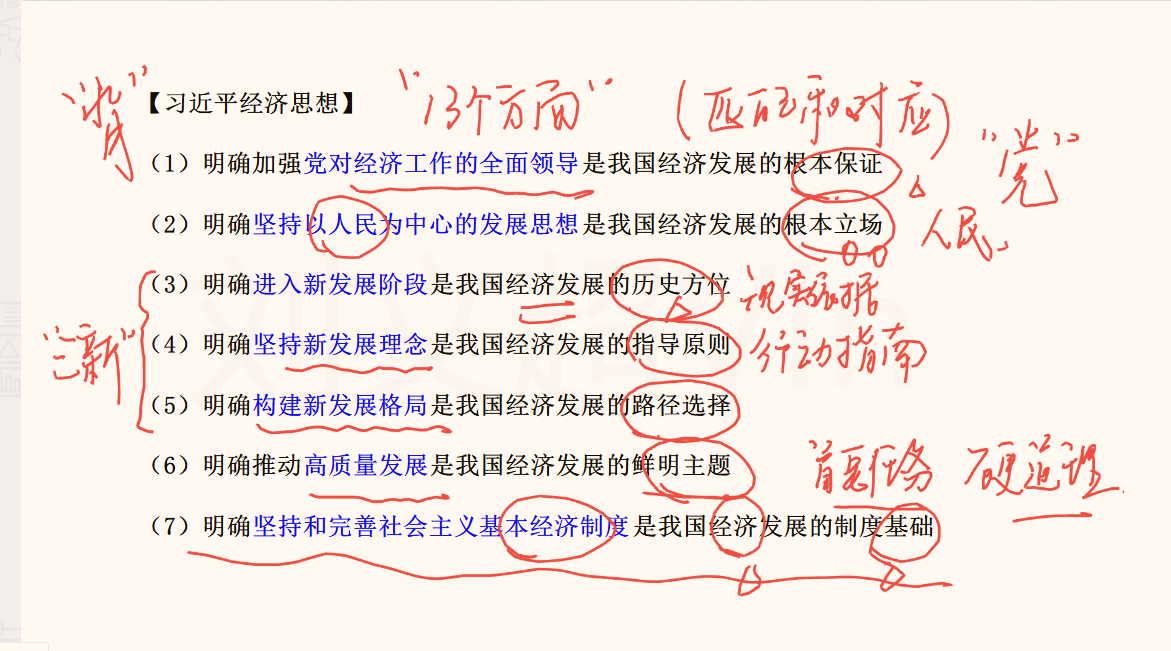 【习近平经济思想】 "13个方面" (匹配和对应)
(1)明确加强党对经济工作的全面领导是我国经济发展的根本保证 "党"
(2)明确坚持以人民为中心的发展思想是我国经济发展的根本立场 人民
(3)明确进入新发展阶段是我国经济发展的历史方位 现实依据
"三新"
(4)明确坚持新发展理念是我国经济发展的指导原则 行动指南
(5)明确构建新发展格局是我国经济发展的路径选择
(6)明确推动高质量发展是我国经济发展的鲜明主题 首要任务 硬道理
(7)明确坚持和完善社会主义基本经济制度是我国经济发展的制度基础